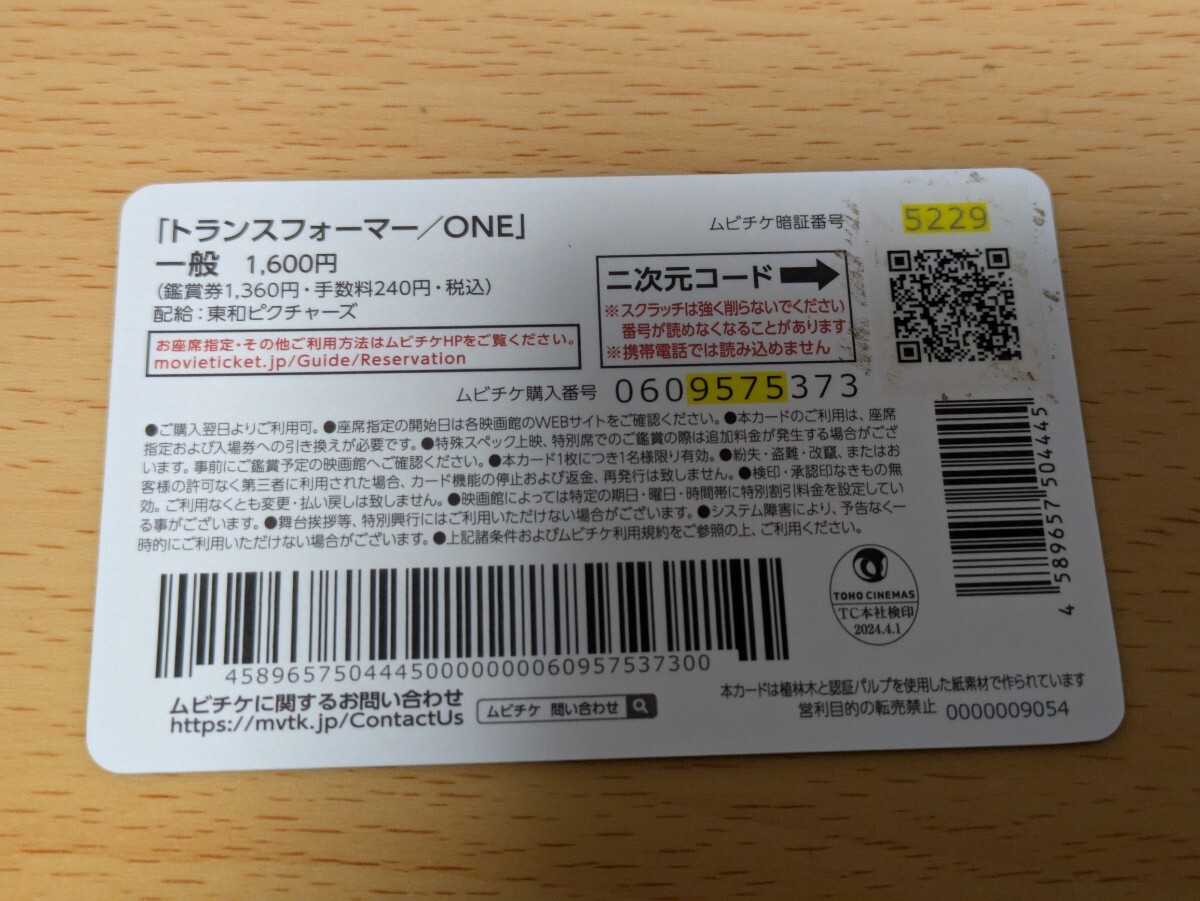 「トランスフォーマー/ONE」
一般 1,600円
(鑑賞券1,360円・手数料240円・税込)
配給:東和ピクチャーズ
お座席指定・その他ご利用方法はムビチケHPをご覧ください。
movieticket.jp/Guide/Reservation
ムビチケ暗証番号
5229
二次元コード
※スクラッチは強く削らないでください
番号が読めなくなることがあります
※携帯電話では読み込めません
ムビチケ購入番号 0609575373
●ご購入翌日よりご利用可。●座席指定の開始日は各映画館のWEBサイトをご確認ください。●本カードのご利用は、座席
指定および入場券への引き換えが必要です。●特殊スペック上映、特別席でのご鑑賞の際は追加料金が発生する場合がござ
います。事前にご鑑賞予定の映画館へご確認ください。●本カード1枚につき1名様限り有効。●紛失・盗難・改竄、またはお
客様の許可なく第三者に利用された場合、カード機能の停止および返金、再発行は致しません。●検印・承認印なきもの無
効。ご利用なくとも変更・払い戻しは致しません。●映画館によっては特定の期日・曜日・時間帯に特別割引料金を設定してい
る事がございます。●舞台挨拶等、特別興行にはご利用いただけない場合がございます。●システム障害により、予告なく一
時的にご利用いただけない場合がございます。●上記諸条件およびムビチケ利用規約をご参照の上、ご利用ください。
4 589657 504445
TOHO CINEMAS
TC本社検印
2024.4.1
45896575044450000000060957537300
ムビチケに関するお問い合わせ
https://mvtk.jp/ContactUs
ムビチケ 問い合わせ
本カードは植林木と認証パルプを使用した紙素材で作られています
営利目的の転売禁止 0000009054